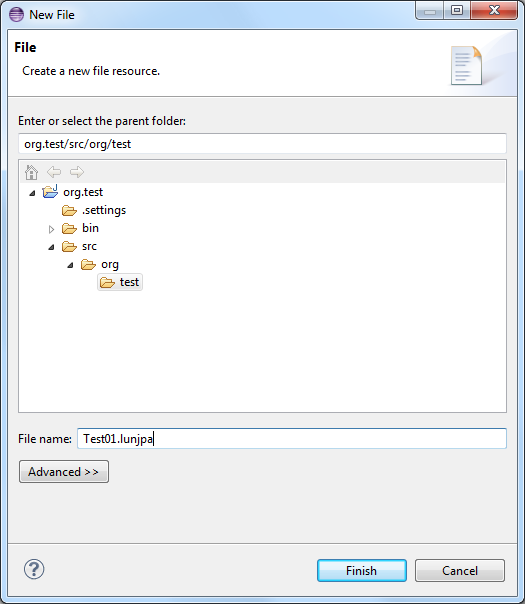 New File
File
Create a new file resource.
Enter or select the parent folder:
org.test/src/org/test
org.test
.settings
bin
src
org
test
File name: Test01.lunjpa
Advanced >>
? Finish Cancel